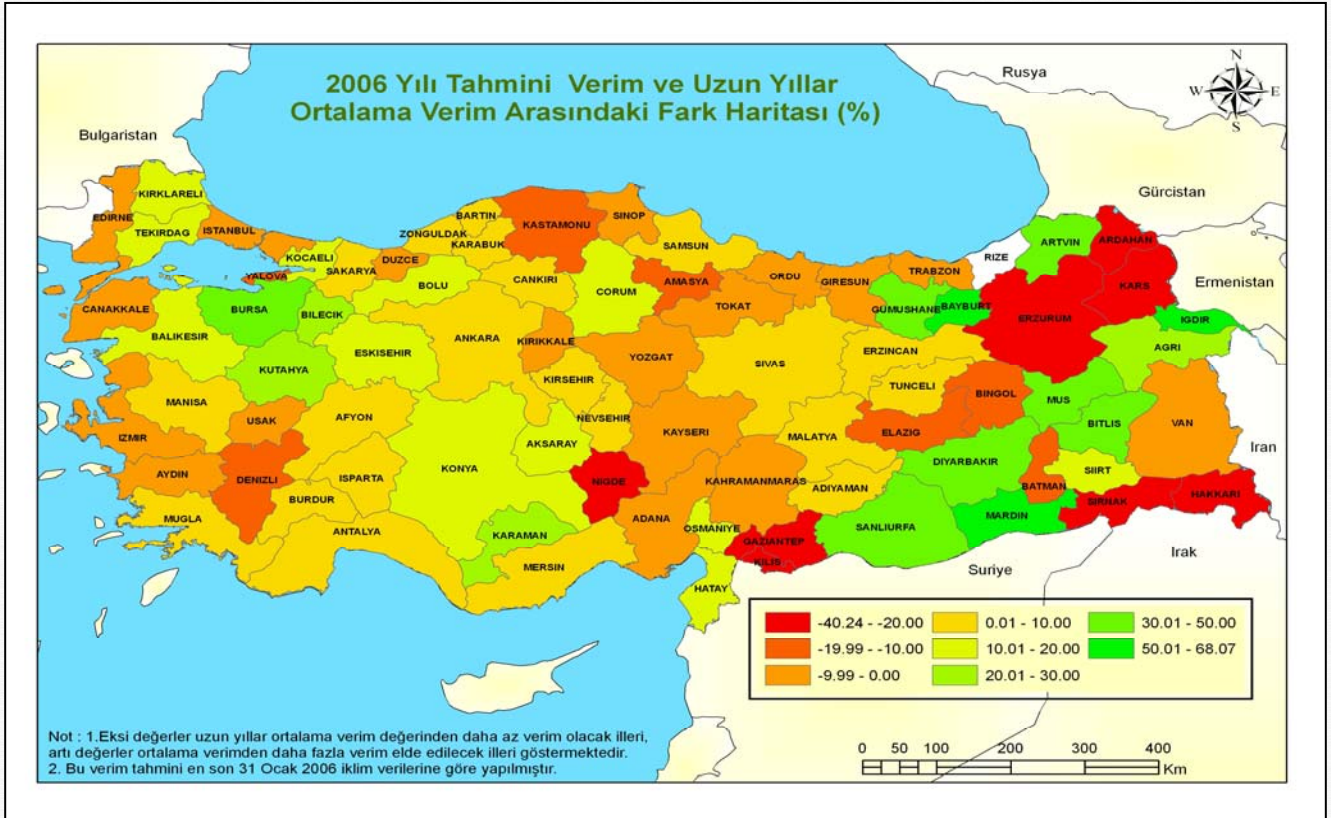 2006 Yılı Tahmini Verim ve Uzun Yıllar
Ortalama Verim Arasındaki Fark Haritası (%)
N
W
E
S
Rusya
Bulgaristan
Gürcistan
Ermenistan
Iran
Irak
Suriye
KIRKLARELI
EDIRNE
TEKIRDAG
ISTANBUL
KOCAELI
YALOVA
SAKARYA
DUZCE
ZONGULDAK
BARTIN
KARABUK
KASTAMONU
SINOP
SAMSUN
CANKIRI
BOLU
CORUM
AMASYA
ORDU
GIRESUN
TRABZON
RIZE
ARTVIN
ARDAHAN
KARS
TOKAT
GUMUSHANE
BAYBURT
ERZURUM
IGDIR
AGRI
CANAKKALE
BURSA
BILECIK
BALIKESIR
ESKISEHIR
ANKARA
KIRIKKALE
YOZGAT
SIVAS
ERZINCAN
TUNCELI
KUTAHYA
KIRSEHIR
NEVSEHIR
BINGOL
MUS
BITLIS
VAN
MANISA
USAK
AFYON
KAYSERI
MALATYA
ELAZIG
IZMIR
AKSARAY
KONYA
DIYARBAKIR
AYDIN
DENIZLI
ISPARTA
NIGDE
KAHRAMANMARAS
ADIYAMAN
BATMAN
SIIRT
SIRNAK
HAKKARI
BURDUR
MUGLA
ANTALYA
KARAMAN
ADANA
OSMANIYE
SANLIURFA
MARDIN
GAZIANTEP
KILIS
MERSIN
HATAY
-40.24 - -20.00
0.01 - 10.00
30.01 - 50.00
-19.99 - -10.00
10.01 - 20.00
50.01 - 68.07
-9.99 - 0.00
20.01 - 30.00
Not : 1.Eksi değerler uzun yıllar ortalama verim değerinden daha az verim olacak illeri,
artı değerler ortalama verimden daha fazla verim elde edilecek illeri göstermektedir.
2. Bu verim tahmini en son 31 Ocak 2006 iklim verilerine göre yapılmıştır.
0 50 100 200 300 400
Km